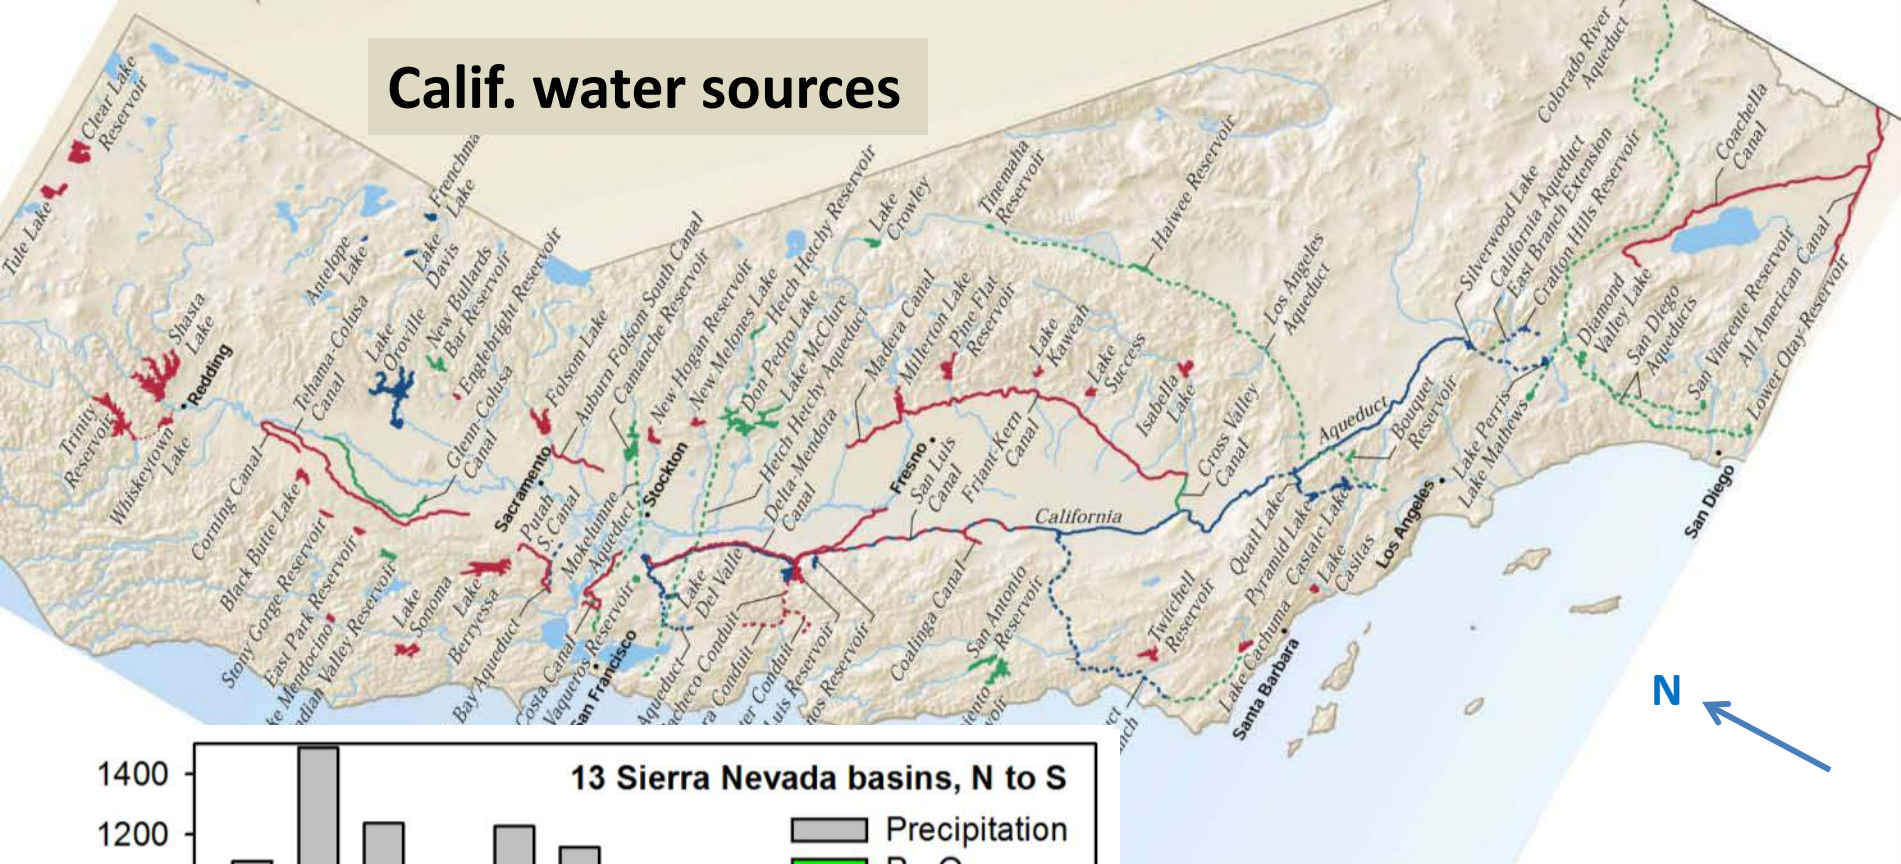 Calif. water sources
Clear Lake
Reservoir
Tule Lake
Shasta
Lake
Redding
Trinity
Reservoir
Whiskeytown
Lake
Corning Canal
Tehama-Colusa
Canal
Antelope
Lake
Lake
Oroville
Lake
Davis
Lake
New Bullards
Bar Reservoir
Englebright Reservoir
Glenn-Colusa
Canal
Folsom Lake
Auburn Folsom South Canal
Camanche Reservoir
New Hogan Reservoir
New Melones Lake
Hetch Hetchy Reservoir
Don Pedro Lake
Lake McClure
Hetch Hetchy Aqueduct
Delta-Mendota
Canal
Lake
Crowley
Tinemaha
Reservoir
Haiwee Reservoir
Madera Canal
Millerton Lake
Pine Flat
Reservoir
Lake
Kaweah
Lake
Success
Isabella
Lake
Los Angeles
Aqueduct
Cross Valley
Canal
Sacramento
Stockton
Fresno
San Luis
Canal
Friant-Kern
Canal
California
Aqueduct
Black Butte Lake
Stony Gorge Reservoir
East Park Reservoir
Indian Valley Reservoir
Lake
Sonoma
Lake
Berryessa
Putah
S. Canal
Mokelumne
Aqueduct
Bay Aqueduct
Costa Canal
Vaqueros Reservoir
San Francisco
Lake
Del Valle
Aqueduct
Conduit
Conduit
Luis Reservoir
Reservoir
Coalinga Canal
San Antonio
Reservoir
Twitchell
Reservoir
Quail Lake
Pyramid Lake
Castaic Lake
Lake
Casitas
Lake Cachuma
Santa Barbara
Los Angeles
Bouquet
Reservoir
Lake Perris
Lake Mathews
Silverwood Lake
California Aqueduct
East Branch Extension
Crafton Hills Reservoir
Colorado River
Aqueduct
Coachella
Canal
Diamond
Valley Lake
San Diego
Aqueducts
San Vincente Reservoir
All American Canal
Lower Otay Reservoir
San Diego
N
13 Sierra Nevada basins, N to S
1400
1200
Precipitation